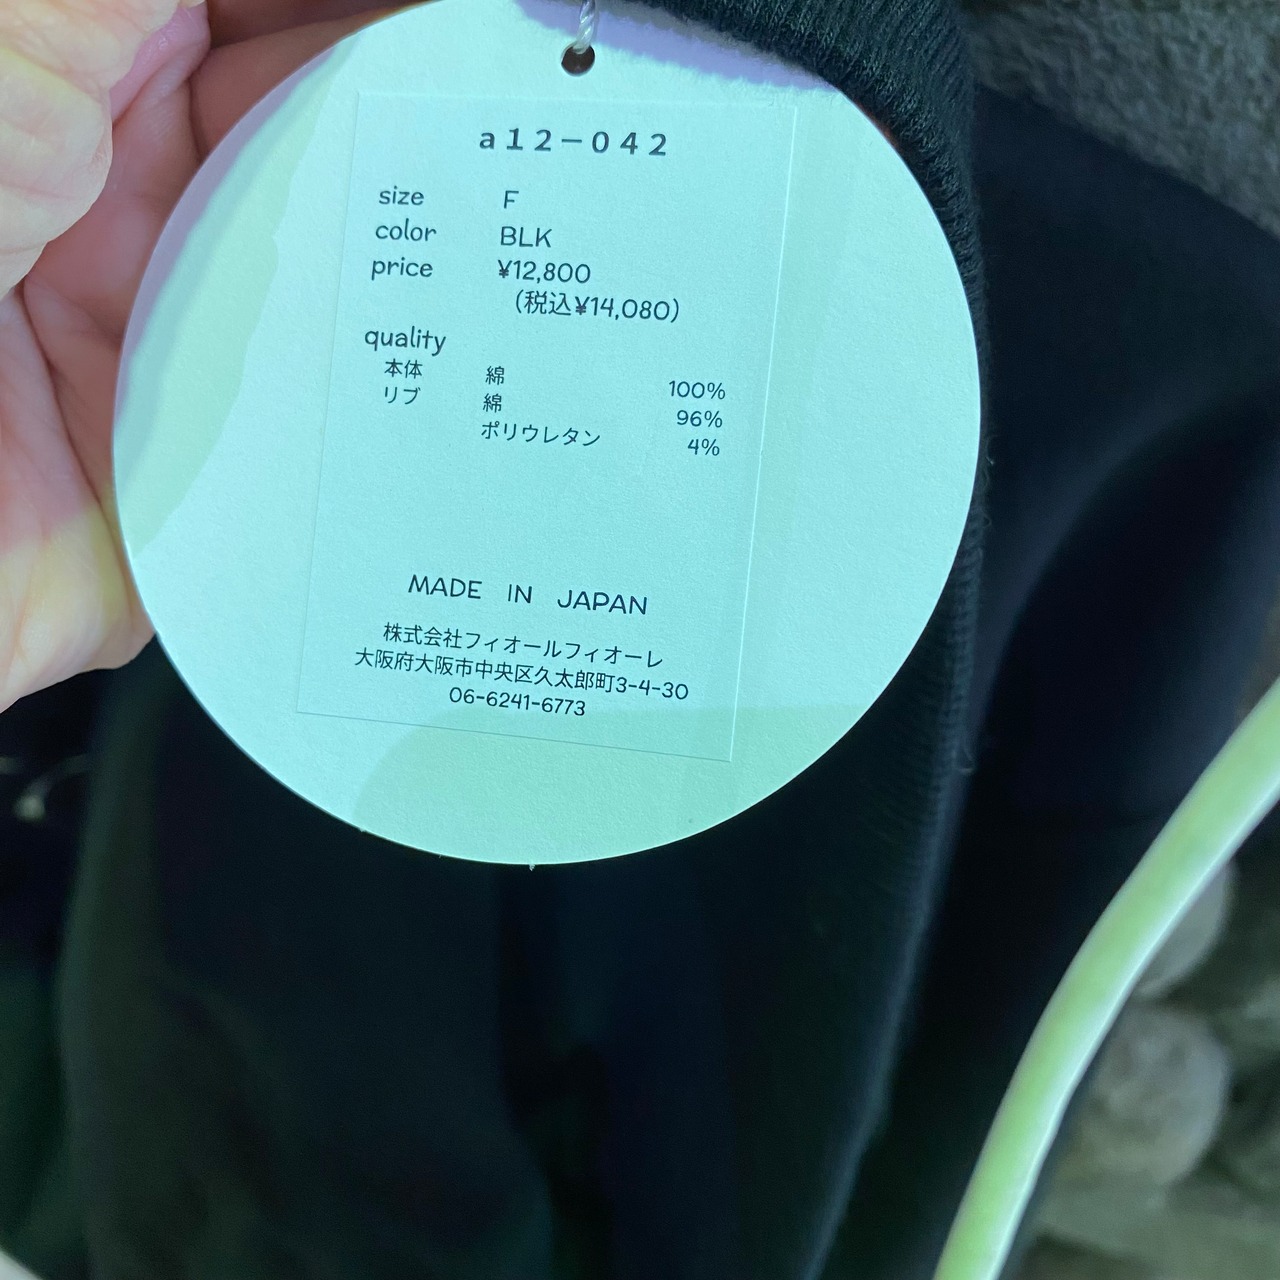 a12-042
size F
color BLK
price ¥12,800
(税込¥14,080)
quality
本体 綿 100%
リブ 綿 96%
ポリウレタン 4%
MADE IN JAPAN
株式会社フィオールフィオーレ
大阪府大阪市中央区久太郎町3-4-30
06-6241-6773